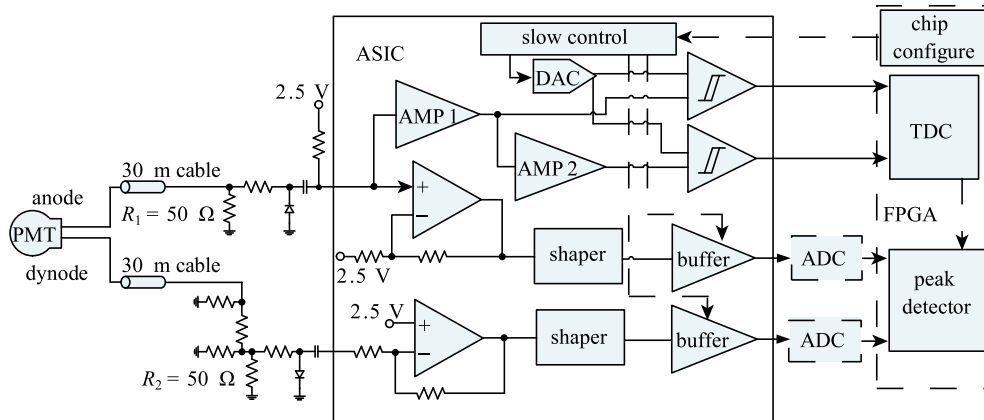 chip
configure
slow control
ASIC
DAC
2.5 V
AMP 1
TDC
30 m cable
AMP 2
anode
+
R₁ = 50 Ω
FPGA
PMT
−
shaper
buffer
ADC
dynode
30 m cable
2.5 V
peak
detector
2.5 V
+
shaper
buffer
ADC
−
R₂ = 50 Ω